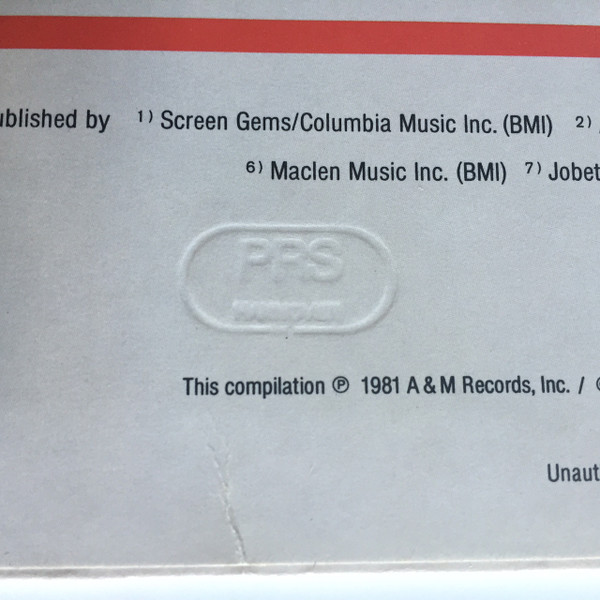 ublished by 1) Screen Gems/Columbia Music Inc. (BMI) 2)
6) Maclen Music Inc. (BMI) 7) Jobet
PRS
This compilation ℗ 1981 A & M Records, Inc. / ©
Unaut